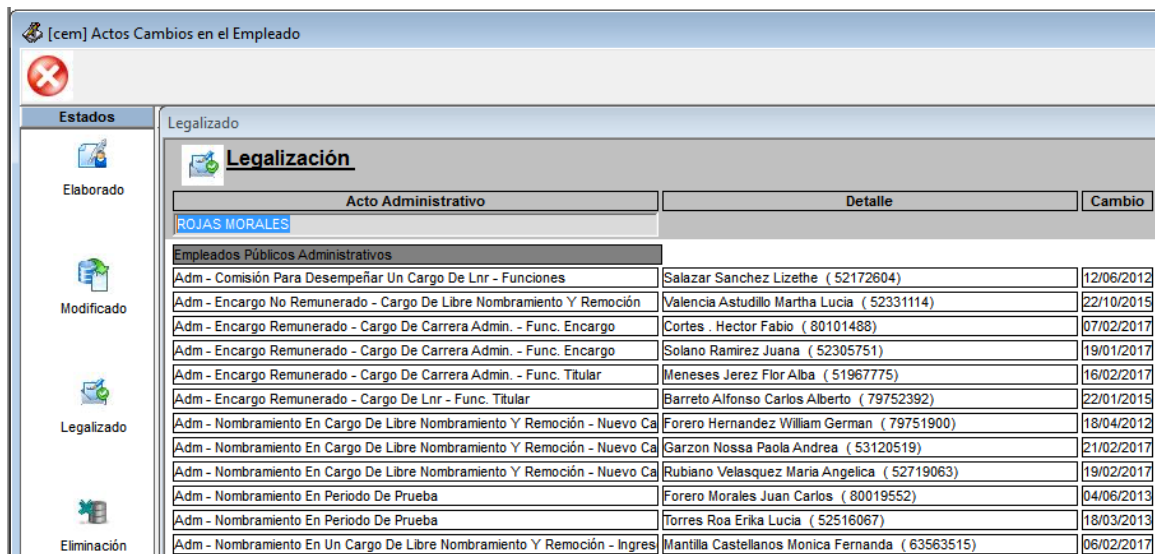 [cem] Actos Cambios en el Empleado
Estados
Elaborado
Modificado
Legalizado
Eliminación
Legalizado
Legalización
Acto Administrativo Detalle Cambio
ROJAS MORALES
Empleados Públicos Administrativos
Adm - Comisión Para Desempeñar Un Cargo De Lnr - Funciones Salazar Sanchez Lizethe ( 52172604) 12/06/2012
Adm - Encargo No Remunerado - Cargo De Libre Nombramiento Y Remoción Valencia Astudillo Martha Lucia ( 52331114) 22/10/2015
Adm - Encargo Remunerado - Cargo De Carrera Admin. - Func. Encargo Cortes . Hector Fabio ( 80101488) 07/02/2017
Adm - Encargo Remunerado - Cargo De Carrera Admin. - Func. Encargo Solano Ramirez Juana ( 52305751) 19/01/2017
Adm - Encargo Remunerado - Cargo De Carrera Admin. - Func. Titular Meneses Jerez Flor Alba ( 51967775) 16/02/2017
Adm - Encargo Remunerado - Cargo De Lnr - Func. Titular Barreto Alfonso Carlos Alberto ( 79752392) 22/01/2015
Adm - Nombramiento En Cargo De Libre Nombramiento Y Remoción - Nuevo Ca Forero Hernandez William German ( 79751900) 18/04/2012
Adm - Nombramiento En Cargo De Libre Nombramiento Y Remoción - Nuevo Ca Garzon Nossa Paola Andrea ( 53120519) 21/02/2017
Adm - Nombramiento En Cargo De Libre Nombramiento Y Remoción - Nuevo Ca Rubiano Velasquez Maria Angelica ( 52719063) 19/02/2017
Adm - Nombramiento En Periodo De Prueba Forero Morales Juan Carlos ( 80019552) 04/06/2013
Adm - Nombramiento En Periodo De Prueba Torres Roa Erika Lucia ( 52516067) 18/03/2013
Adm - Nombramiento En Un Cargo De Libre Nombramiento Y Remoción - Ingres Mantilla Castellanos Monica Fernanda ( 63563515) 06/02/2017